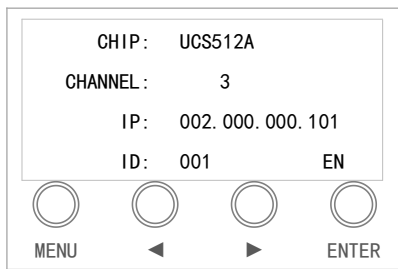 CHIP: UCS512A
CHANNEL: 3
IP: 002.000.000.101
ID: 001 EN
MENU ◄ ► ENTER